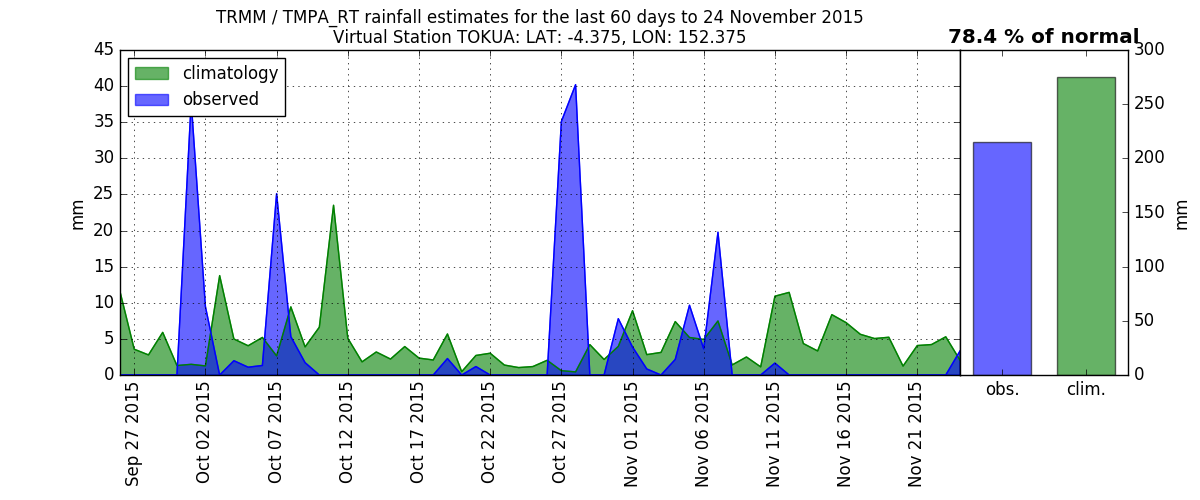 TRMM / TMPA_RT rainfall estimates for the last 60 days to 24 November 2015
Virtual Station TOKUA: LAT: -4.375, LON: 152.375
78.4 % of normal
climatology
observed
45
40
35
30
25
20
15
10
5
0
mm
Sep 27 2015
Oct 02 2015
Oct 07 2015
Oct 12 2015
Oct 17 2015
Oct 22 2015
Oct 27 2015
Nov 01 2015
Nov 06 2015
Nov 11 2015
Nov 16 2015
Nov 21 2015
obs.
clim.
300
250
200
150
100
50
0
mm